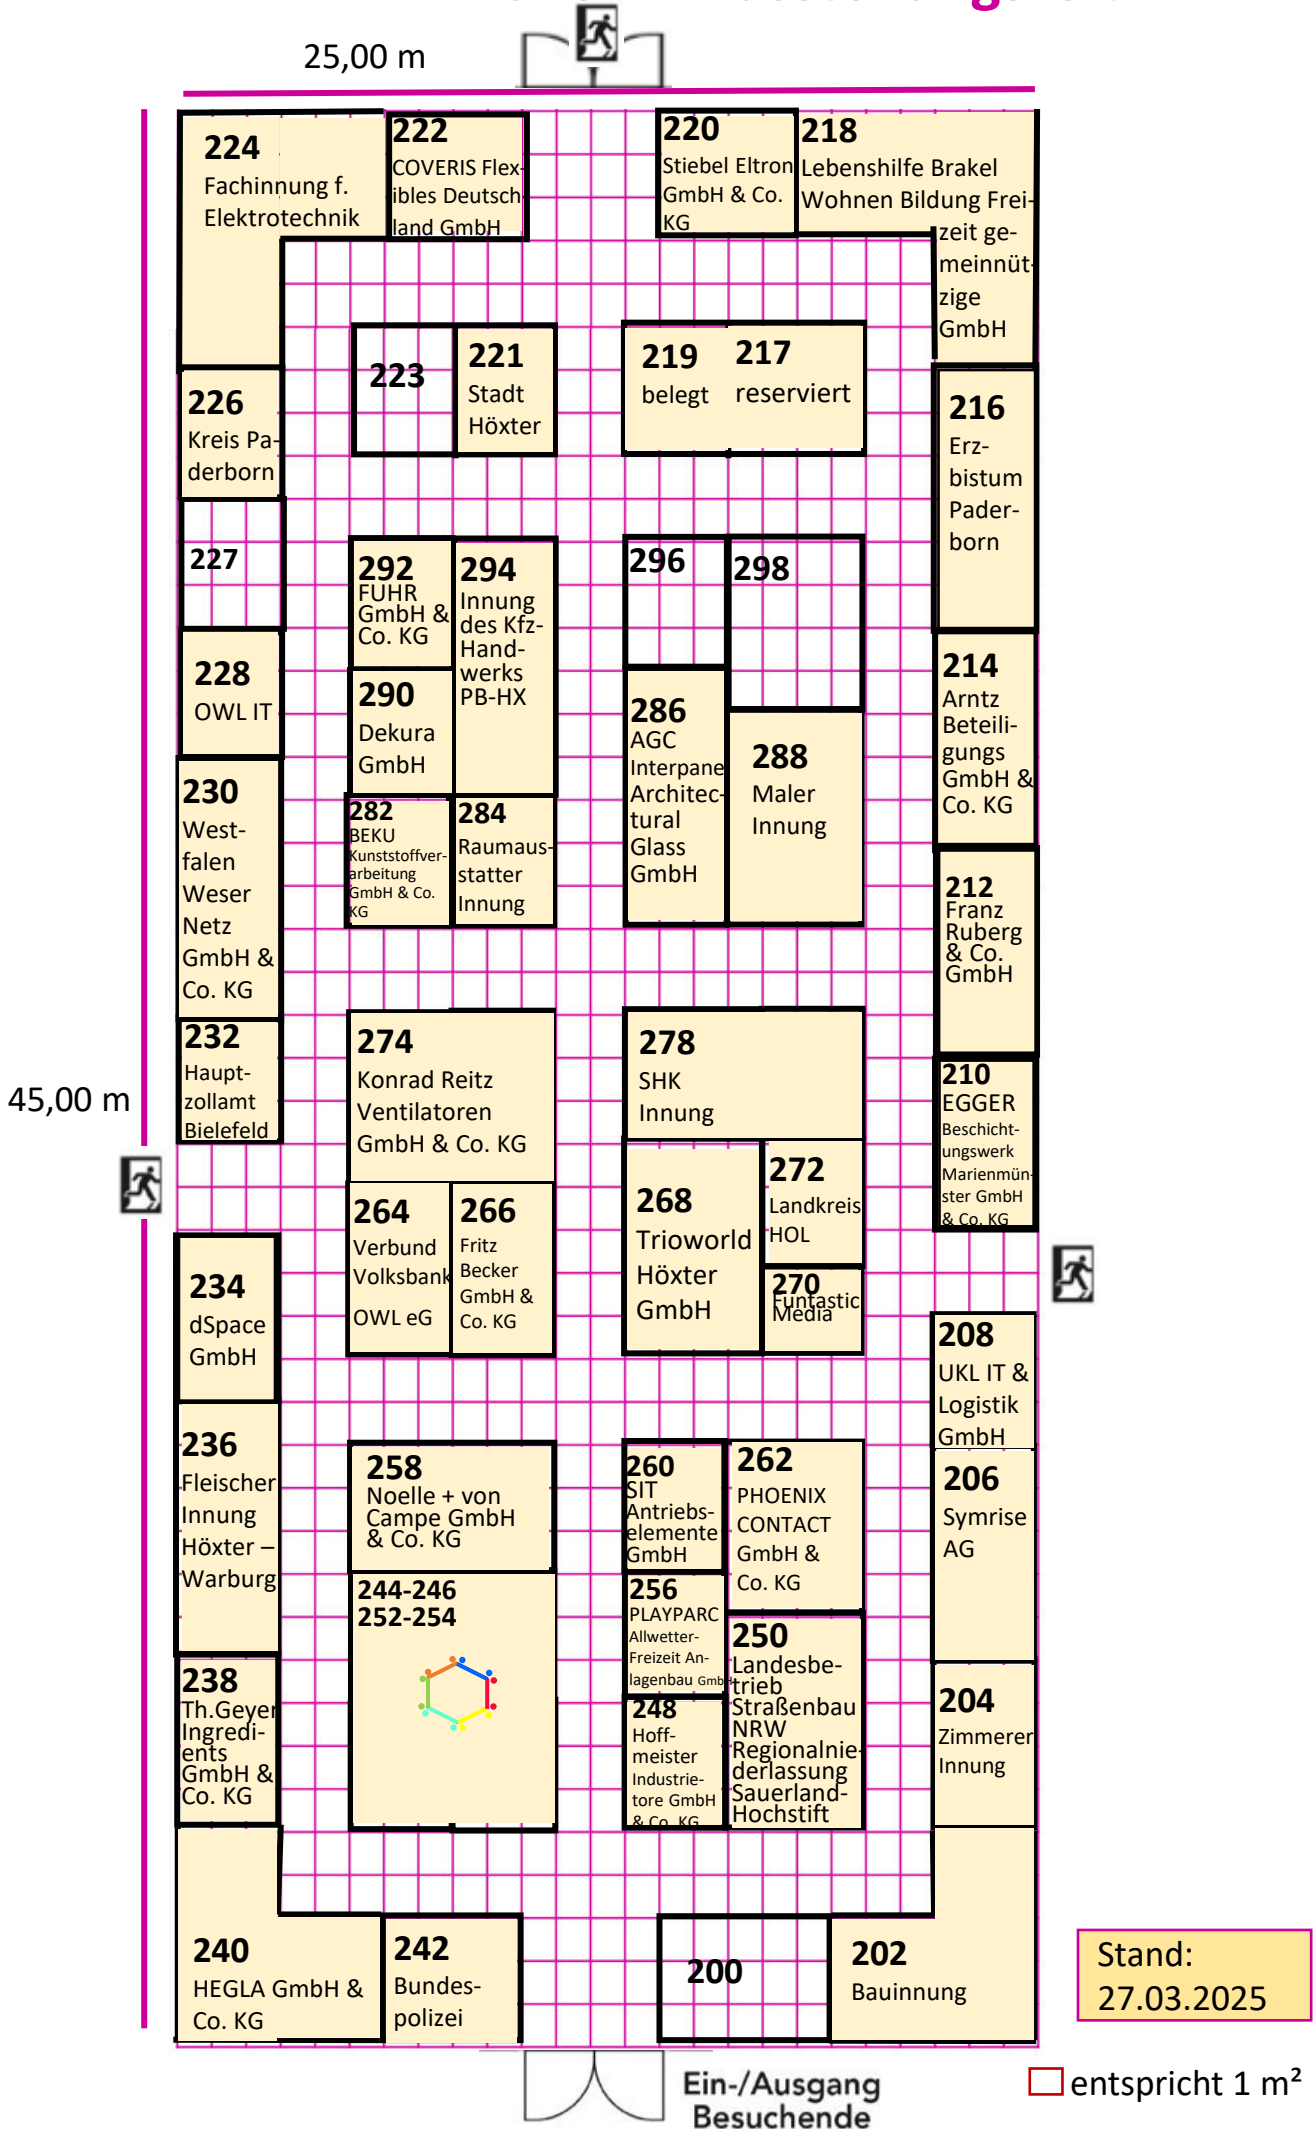 25,00 m
224
Fachinnung f.
Elektrotechnik
222
COVERIS Flex-
ibles Deutsch-
land GmbH
220
Stiebel Eltron
GmbH & Co.
KG
218
Lebenshilfe Brakel
Wohnen Bildung Frei-
zeit ge-
meinnüt-
zige
GmbH
223
221
Stadt
Höxter
219
belegt
217
reserviert
216
Erz-
bistum
Pader-
born
226
Kreis Pa-
derborn
227
228
OWL IT
292
FUHR
GmbH &
Co. KG
294
Innung
des Kfz-
Hand-
werks
PB-HX
296
298
290
Dekura
GmbH
286
AGC
Interpane
Architec-
tural
Glass
GmbH
288
Maler
Innung
214
Arntz
Beteili-
gungs
GmbH &
Co. KG
230
West-
falen
Weser
Netz
GmbH &
Co. KG
282
BEKU
Kunststoffver-
arbeitung
GmbH & Co.
KG
284
Raumaus-
statter
Innung
212
Franz
Ruberg
& Co.
GmbH
232
Haupt-
zollamt
Bielefeld
274
Konrad Reitz
Ventilatoren
GmbH & Co. KG
278
SHK
Innung
210
EGGER
Beschicht-
ungswerk
Marienmün-
ster GmbH
& Co. KG
45,00 m
264
Verbund
Volksbank
OWL eG
266
Fritz
Becker
GmbH &
Co. KG
268
Trioworld
Höxter
GmbH
272
Landkreis
HOL
270
Funtastic
Media
234
dSpace
GmbH
208
UKL IT &
Logistik
GmbH
236
Fleischer
Innung
Höxter –
Warburg
258
Noelle + von
Campe GmbH
& Co. KG
260
SIT
Antriebs-
elemente
GmbH
262
PHOENIX
CONTACT
GmbH &
Co. KG
206
Symrise
AG
244-246
252-254
256
PLAYPARC
Allwetter-
Freizeit An-
lagenbau GmbH
250
Landesbe-
trieb
Straßenbau
NRW
Regionalnie-
derlassung
Sauerland-
Hochstift
238
Th.Geyer
Ingredi-
ents
GmbH &
Co. KG
248
Hoff-
meister
Industrie-
tore GmbH
& Co. KG
204
Zimmerer
Innung
240
HEGLA GmbH &
Co. KG
242
Bundes-
polizei
200
202
Bauinnung
Stand:
27.03.2025
Ein-/Ausgang
Besuchende
entspricht 1 m²